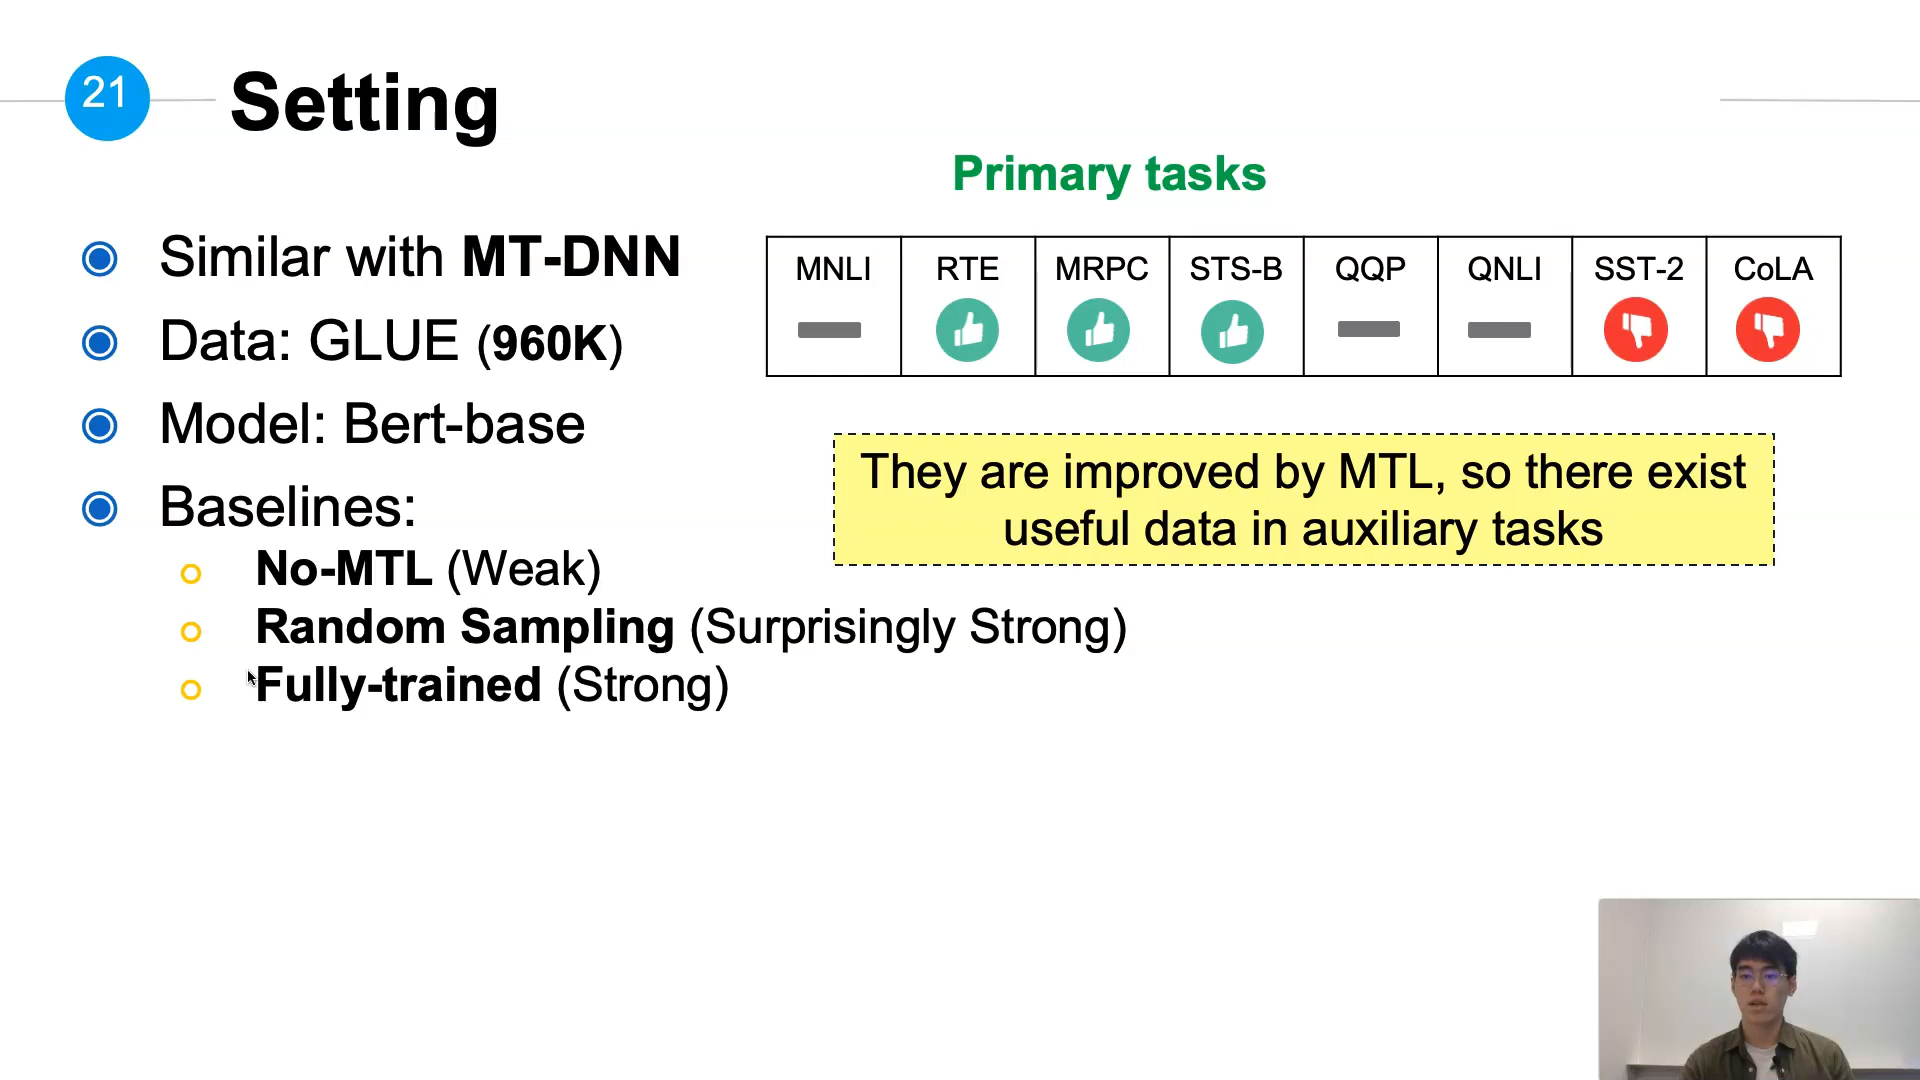 21
Setting
Primary tasks
Similar with MT-DNN
Data: GLUE (960K)
Model: Bert-base
Baselines:
No-MTL (Weak)
Random Sampling (Surprisingly Strong)
Fully-trained (Strong)
MNLI RTE MRPC STS-B QQP QNLI SST-2 CoLA
They are improved by MTL, so there exist
useful data in auxiliary tasks